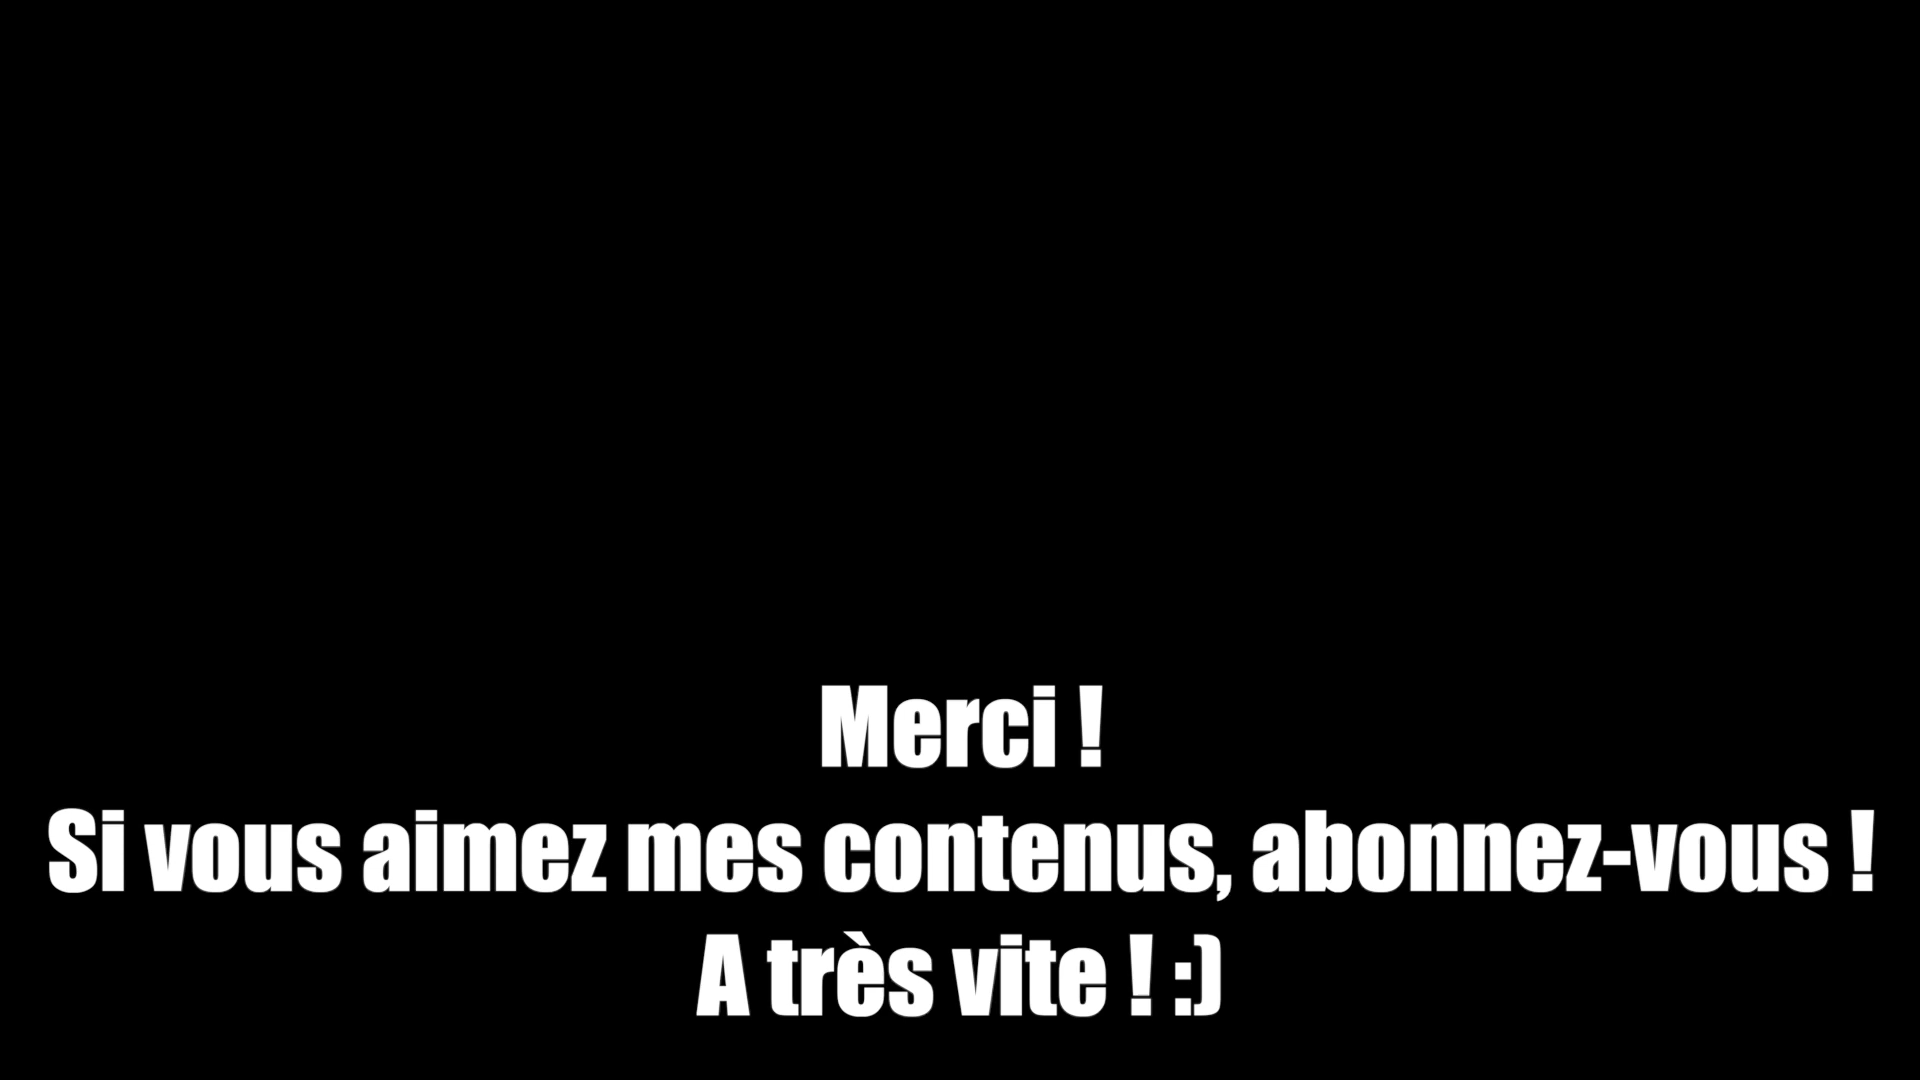 Merci !
Si vous aimez mes contenus, abonnez-vous !
A très vite ! :)